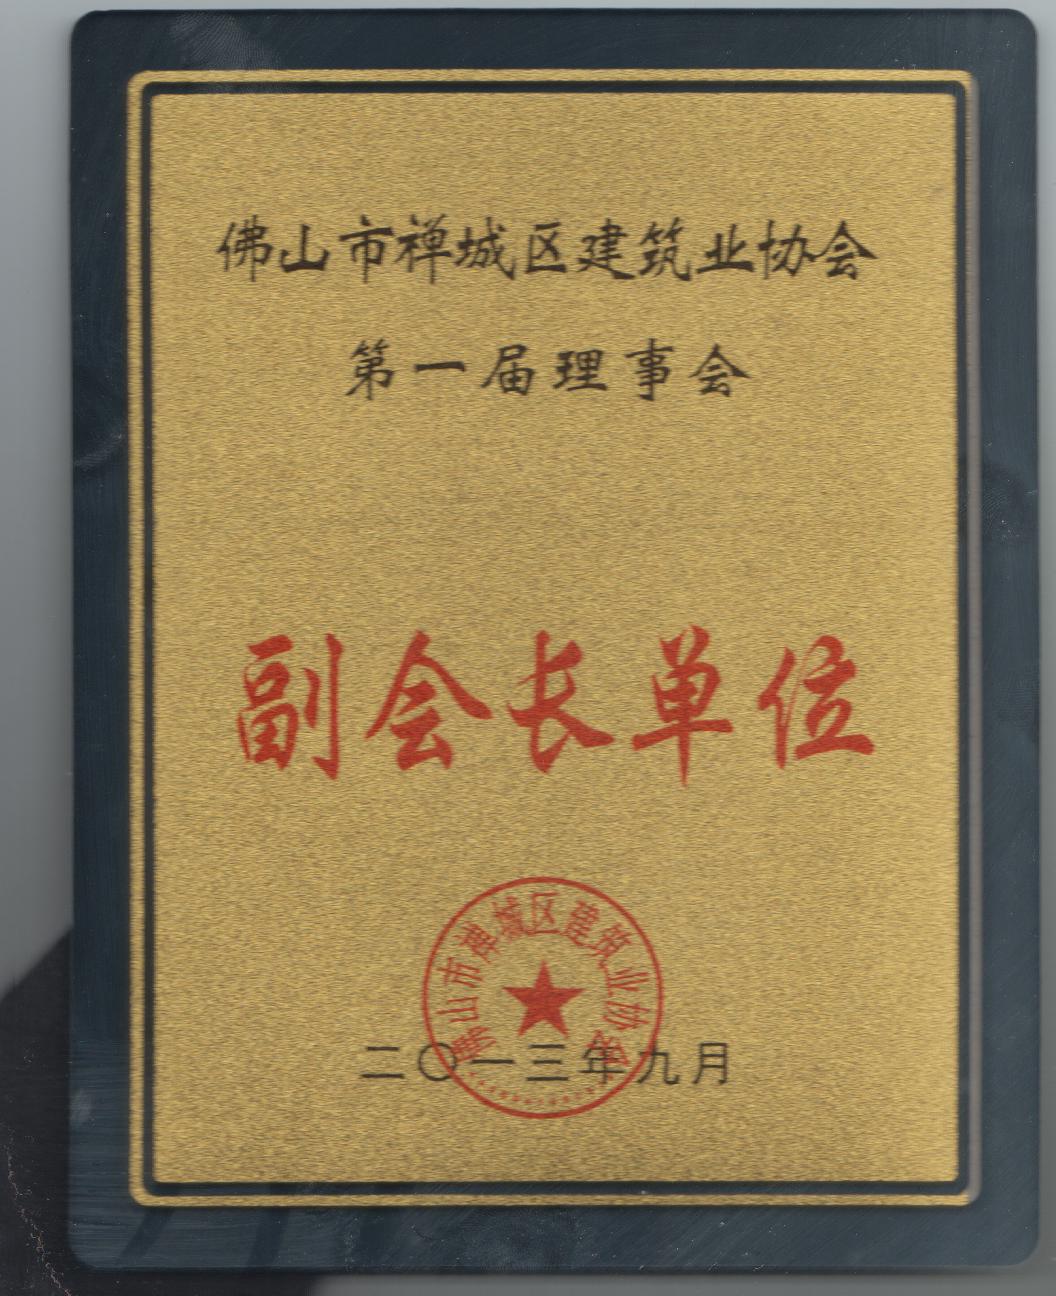 佛山市禅城区建筑业协会
第一届理事会
副会长单位
佛山市禅城区建筑业协会
二〇一三年九月